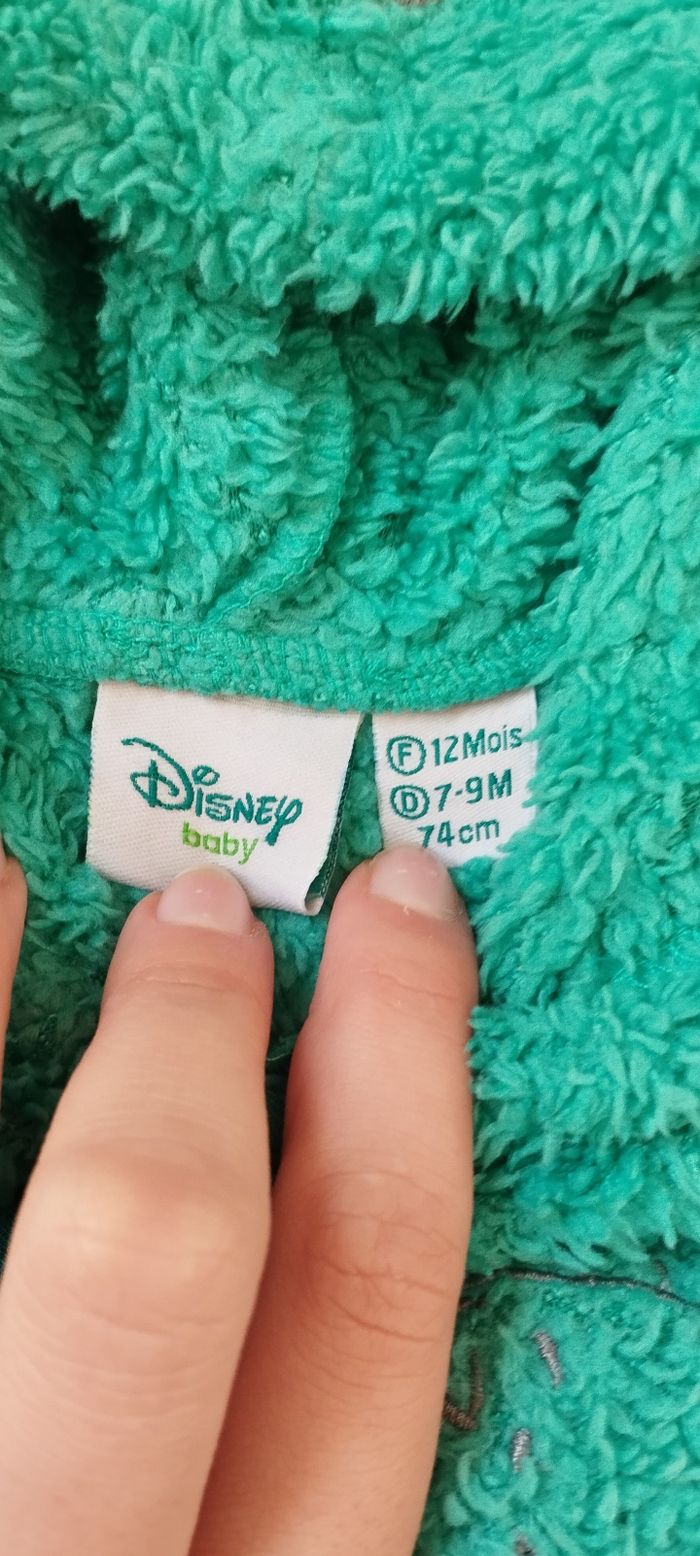 Disney
baby
F 12Mois
D 7-9M
74cm